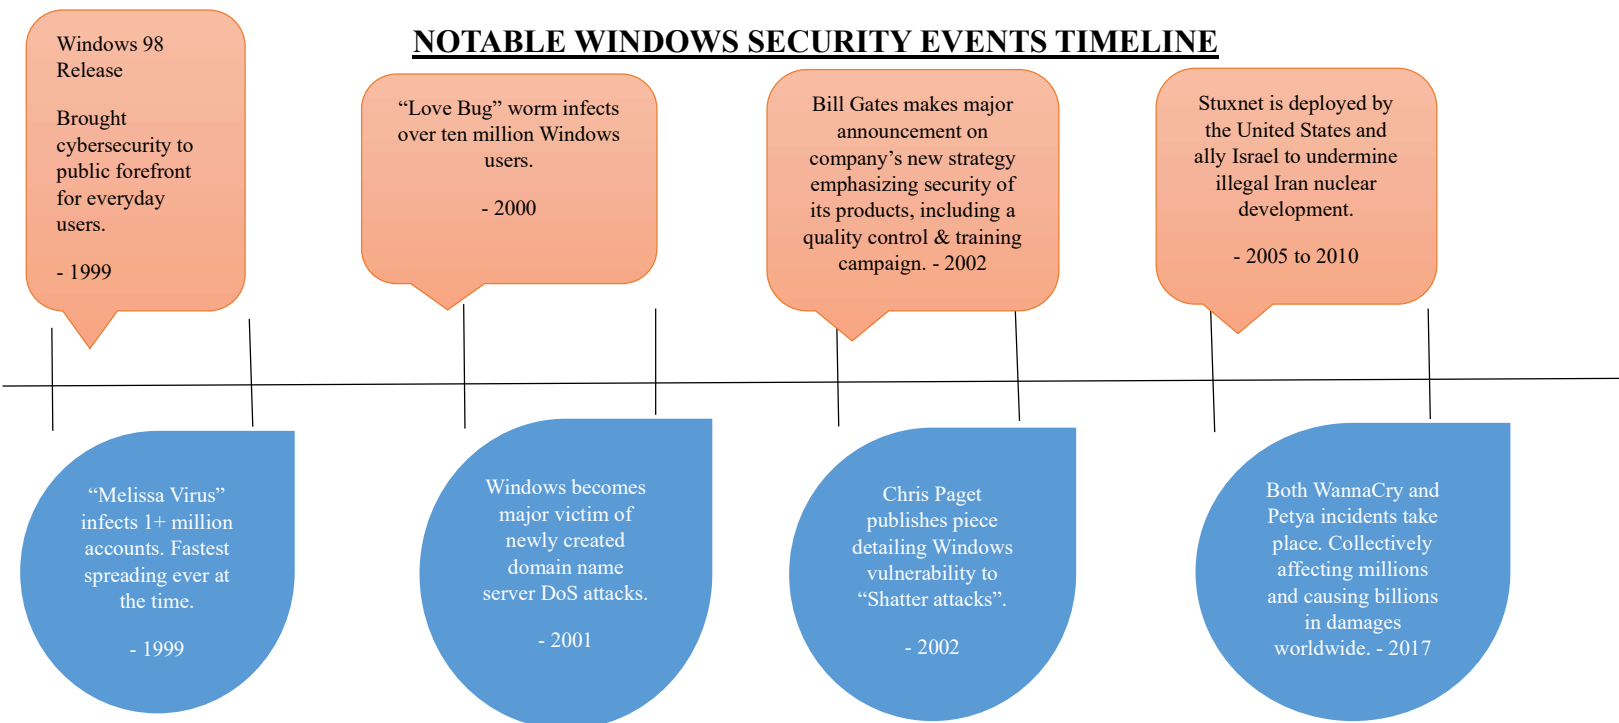 NOTABLE WINDOWS SECURITY EVENTS TIMELINE
Windows 98
Release
Brought
cybersecurity to
public forefront
for everyday
users.
- 1999
“Love Bug” worm infects
over ten million Windows
users.
- 2000
Bill Gates makes major
announcement on
company’s new strategy
emphasizing security of
its products, including a
quality control & training
campaign. - 2002
Stuxnet is deployed by
the United States and
ally Israel to undermine
illegal Iran nuclear
development.
- 2005 to 2010
“Melissa Virus”
infects 1+ million
accounts. Fastest
spreading ever at
the time.
- 1999
Windows becomes
major victim of
newly created
domain name
server DoS attacks.
- 2001
Chris Paget
publishes piece
detailing Windows
vulnerability to
“Shatter attacks”.
- 2002
Both WannaCry and
Petya incidents take
place. Collectively
affecting millions
and causing billions
in damages
worldwide. - 2017